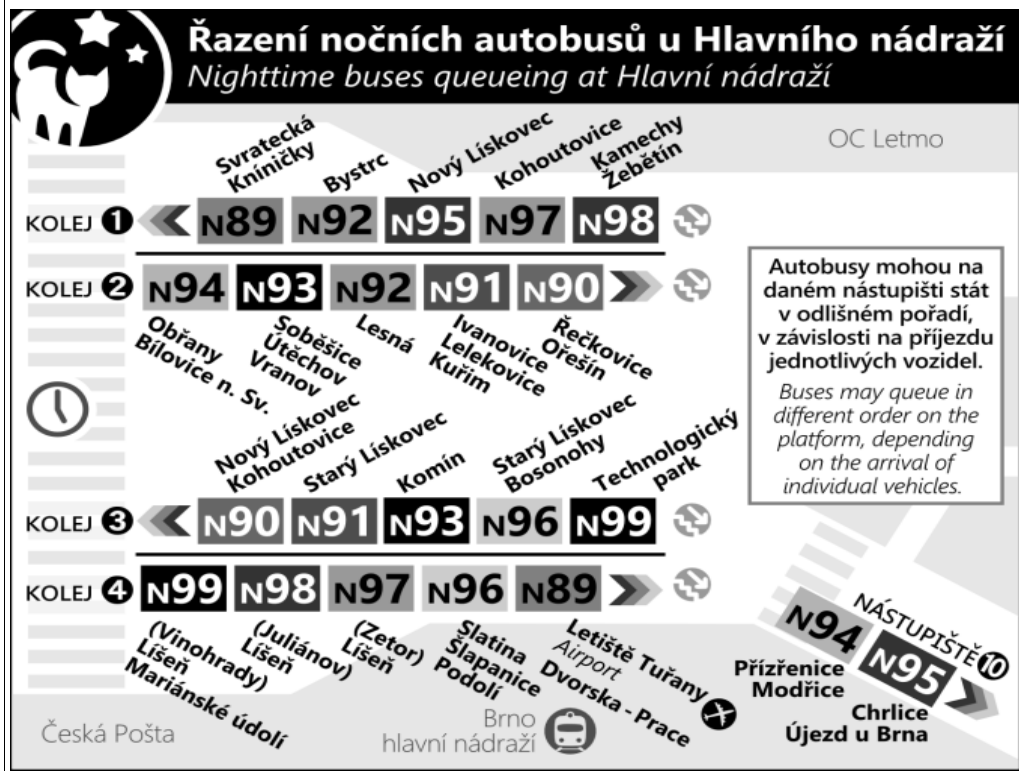 Řazení nočních autobusů u Hlavního nádraží
Nighttime buses queueing at Hlavní nádraží
OC Letmo
Svratecká
Kníničky
Bystrc
Nový Lískovec
Kohoutovice
Kamechy
Žebětín
KOLEJ 1 N89 N92 N95 N97 N98
KOLEJ 2 N94 N93 N92 N91 N90
Obřany
Bílovice n. Sv.
Soběšice
Útěchov
Vranov
Lesná
Ivanovice
Lelekovice
Kuřim
Řečkovice
Ořešín
Autobusy mohou na
daném nástupišti stát
v odlišném pořadí,
v závislosti na příjezdu
jednotlivých vozidel.
Buses may queue in
different order on the
platform, depending
on the arrival of
individual vehicles.
Nový Lískovec
Kohoutovice
Starý Lískovec
Komín
Starý Lískovec
Bosonohy
Technologický
park
KOLEJ 3 N90 N91 N93 N96 N99
KOLEJ 4 N99 N98 N97 N96 N89
(Vinohrady)
Líšeň
Mariánské údolí
(Juliánov)
Líšeň
(Zetor)
Líšeň
Slatina
Šlapanice
Podolí
Letiště Tuřany
Airport
Dvorska - Prace
NÁSTUPIŠTĚ 10
N94 N95
Přízřenice
Modřice
Chrlice
Újezd u Brna
Česká Pošta
Brno
hlavní nádraží